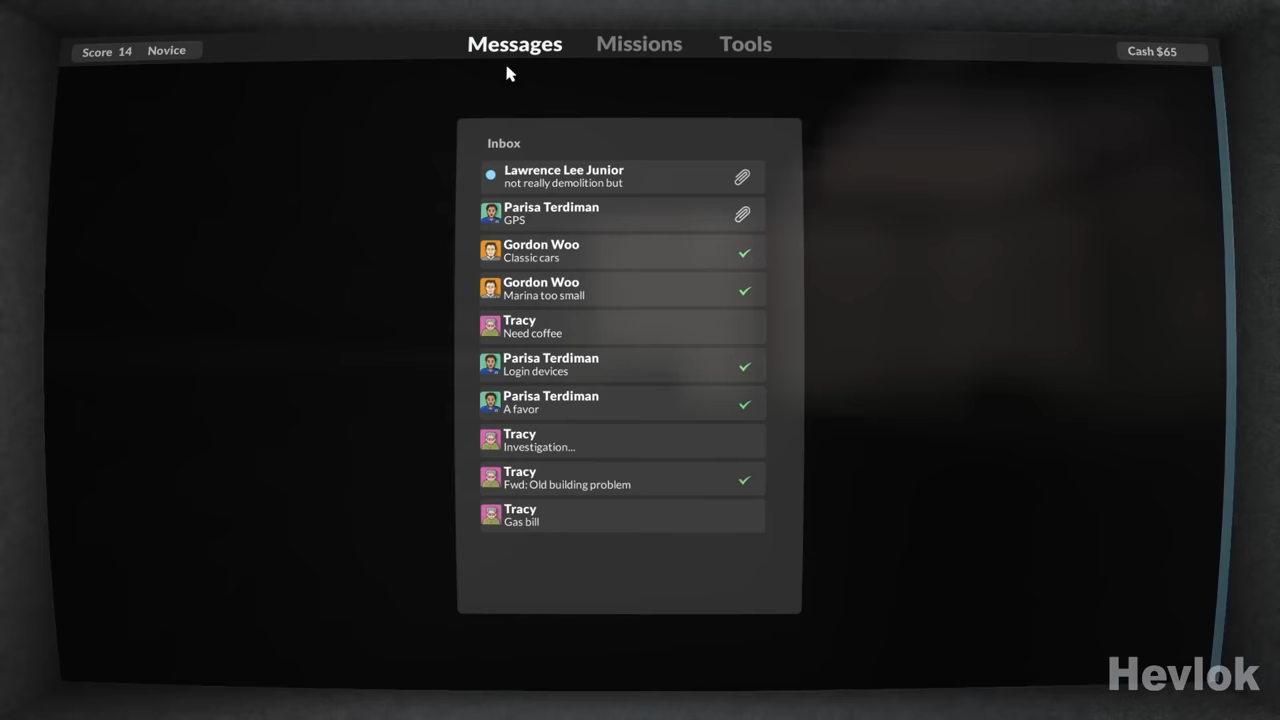 Score 14 Novice
Messages Missions Tools
Cash $65
Inbox
Lawrence Lee Junior
not really demolition but
Parisa Terdiman
GPS
Gordon Woo
Classic cars
Gordon Woo
Marina too small
Tracy
Need coffee
Parisa Terdiman
Login devices
Parisa Terdiman
A favor
Tracy
Investigation...
Tracy
Fwd: Old building problem
Tracy
Gas bill
Hevlok